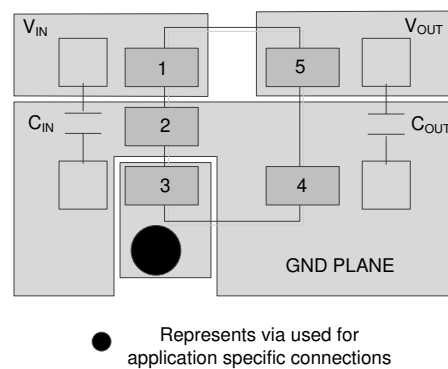 VIN
VOUT
1
5
CIN
2
COUT
3
4
GND PLANE
Represents via used for
application specific connections